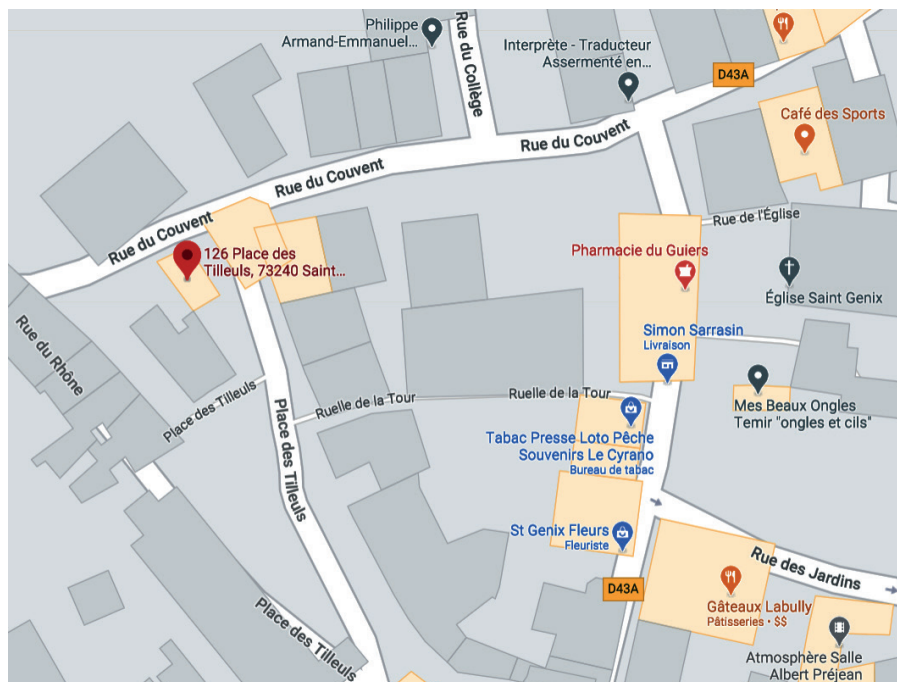 Philippe
Armand-Emmanuel...
Rue du Collège
Interprète - Traducteur
Assermenté en...
D43A
Café des Sports
Rue du Couvent
Rue du Couvent
Rue du Couvent
Rue de l'Église
126 Place des
Tilleuls, 73240 Saint...
Pharmacie du Guiers
Église Saint Genix
Rue du Rhône
Simon Sarrasin
Livraison
Place des Tilleuls
Ruelle de la Tour
Ruelle de la Tour
Mes Beaux Ongles
Temir "ongles et cils"
Place des Tilleuls
Tabac Presse Loto Pêche
Souvenirs Le Cyrano
Bureau de tabac
St Genix Fleurs
Fleuriste
Rue des Jardins
D43A
Gâteaux Labully
Pâtisseries • $$
Place des Tilleuls
Atmosphère Salle
Albert Préjean